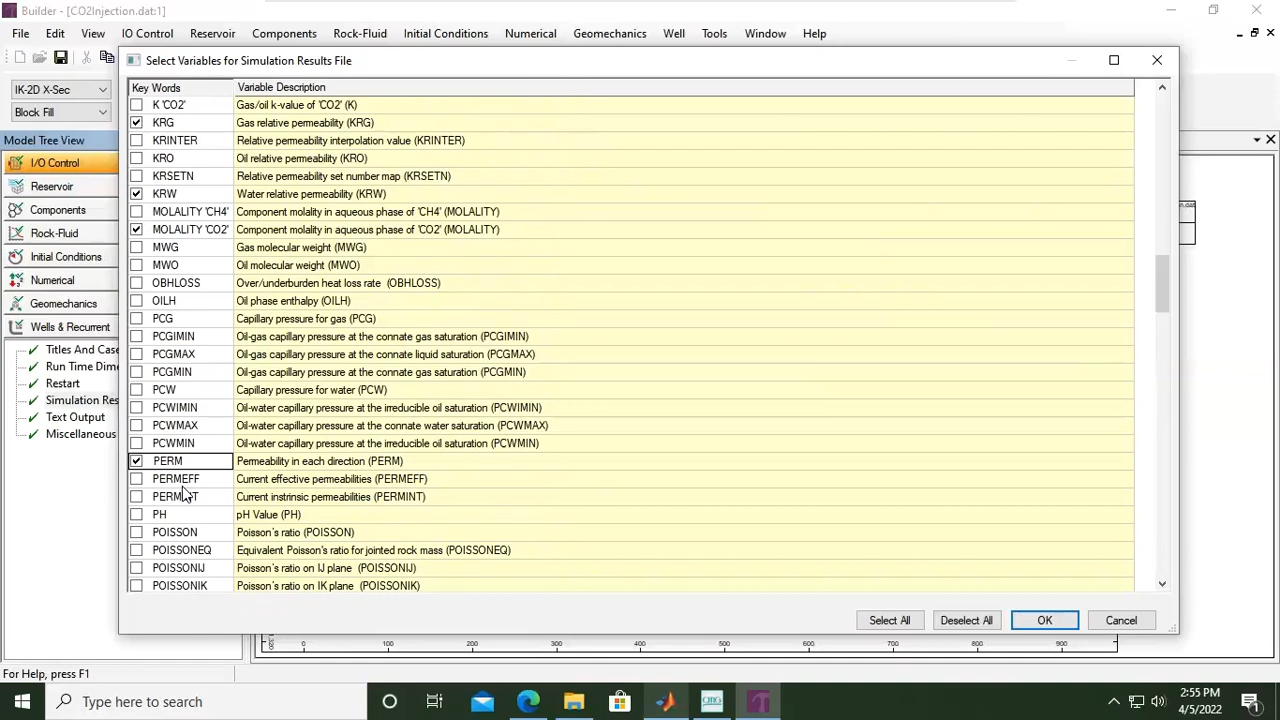 Builder - [CO2Injection.dat:1]
File Edit View IO Control Reservoir Components Rock-Fluid Initial Conditions Numerical Geomechanics Well Tools Window Help
Select Variables for Simulation Results File
IK-2D X-Sec
Block Fill
Model Tree View
I/O Control
Reservoir
Components
Rock-Fluid
Initial Conditions
Numerical
Geomechanics
Wells & Recurrent
Titles And Case
Run Time Dime
Restart
Simulation Res
Text Output
Miscellaneous
Key Words Variable Description
K 'CO2' Gas/oil k-value of 'CO2' (K)
KRG Gas relative permeability (KRG)
KRINTER Relative permeability interpolation value (KRINTER)
KRO Oil relative permeability (KRO)
KRSETN Relative permeability set number map (KRSETN)
KRW Water relative permeability (KRW)
MOLALITY 'CH4' Component molality in aqueous phase of 'CH4' (MOLALITY)
MOLALITY 'CO2' Component molality in aqueous phase of 'CO2' (MOLALITY)
MWG Gas molecular weight (MWG)
MWO Oil molecular weight (MWO)
OBHLOSS Over/underburden heat loss rate (OBHLOSS)
OILH Oil phase enthalpy (OILH)
PCG Capillary pressure for gas (PCG)
PCGIMIN Oil-gas capillary pressure at the connate gas saturation (PCGIMIN)
PCGMAX Oil-gas capillary pressure at the connate liquid saturation (PCGMAX)
PCGMIN Oil-gas capillary pressure at the connate gas saturation (PCGMIN)
PCW Capillary pressure for water (PCW)
PCWIMIN Oil-water capillary pressure at the irreducible oil saturation (PCWIMIN)
PCWMAX Oil-water capillary pressure at the connate water saturation (PCWMAX)
PCWMIN Oil-water capillary pressure at the irreducible oil saturation (PCWMIN)
PERM Permeability in each direction (PERM)
PERMEFF Current effective permeabilities (PERMEFF)
PERMINT Current instrinsic permeabilities (PERMINT)
PH pH Value (PH)
POISSON Poisson's ratio (POISSON)
POISSONEQ Equivalent Poisson's ratio for jointed rock mass (POISSONEQ)
POISSONIJ Poisson's ratio on IJ plane (POISSONIJ)
POISSONIK Poisson's ratio on IK plane (POISSONIK)
Select All Deselect All OK Cancel
0 100 200 300 400 500 600 700 800 900
For Help, press F1
Type here to search
2:55 PM
4/5/2022
1